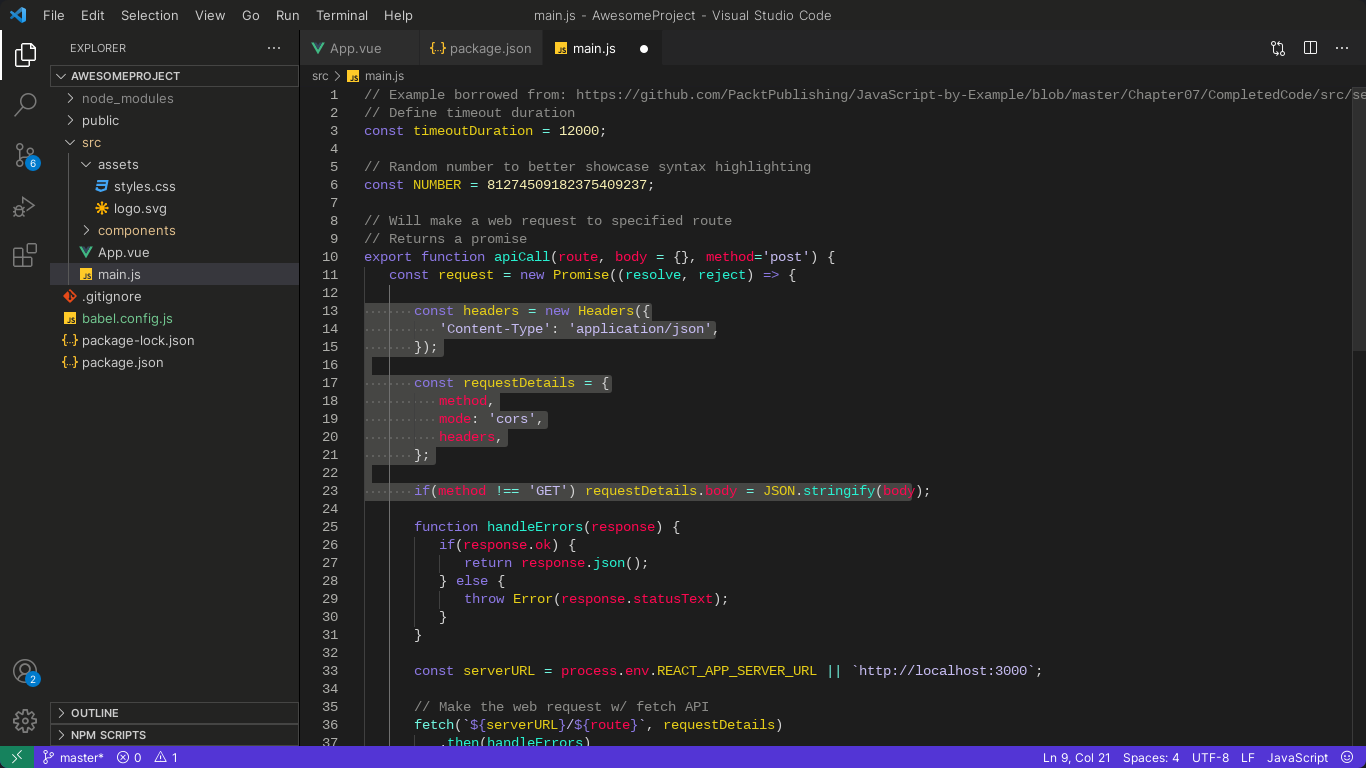 File Edit Selection View Go Run Terminal Help
main.js - AwesomeProject - Visual Studio Code
EXPLORER
AWESOMEPROJECT
node_modules
public
src
assets
styles.css
logo.svg
components
App.vue
main.js
.gitignore
babel.config.js
package-lock.json
package.json
6
2
OUTLINE
NPM SCRIPTS
App.vue package.json main.js
src > main.js
1 // Example borrowed from: https://github.com/PacktPublishing/JavaScript-by-Example/blob/master/Chapter07/CompletedCode/src/se
2 // Define timeout duration
3 const timeoutDuration = 12000;
4
5 // Random number to better showcase syntax highlighting
6 const NUMBER = 81274509182375409237;
7
8 // Will make a web request to specified route
9 // Returns a promise
10 export function apiCall(route, body = {}, method='post') {
11 const request = new Promise((resolve, reject) => {
12
13 const headers = new Headers({
14 'Content-Type': 'application/json',
15 });
16
17 const requestDetails = {
18 method,
19 mode: 'cors',
20 headers,
21 };
22
23 if(method !== 'GET') requestDetails.body = JSON.stringify(body);
24
25 function handleErrors(response) {
26 if(response.ok) {
27 return response.json();
28 } else {
29 throw Error(response.statusText);
30 }
31 }
32
33 const serverURL = process.env.REACT_APP_SERVER_URL || `http://localhost:3000`;
34
35 // Make the web request w/ fetch API
36 fetch(`${serverURL}/${route}`, requestDetails)
37 .then(handleErrors)
master* 0 1 Ln 9, Col 21 Spaces: 4 UTF-8 LF JavaScript